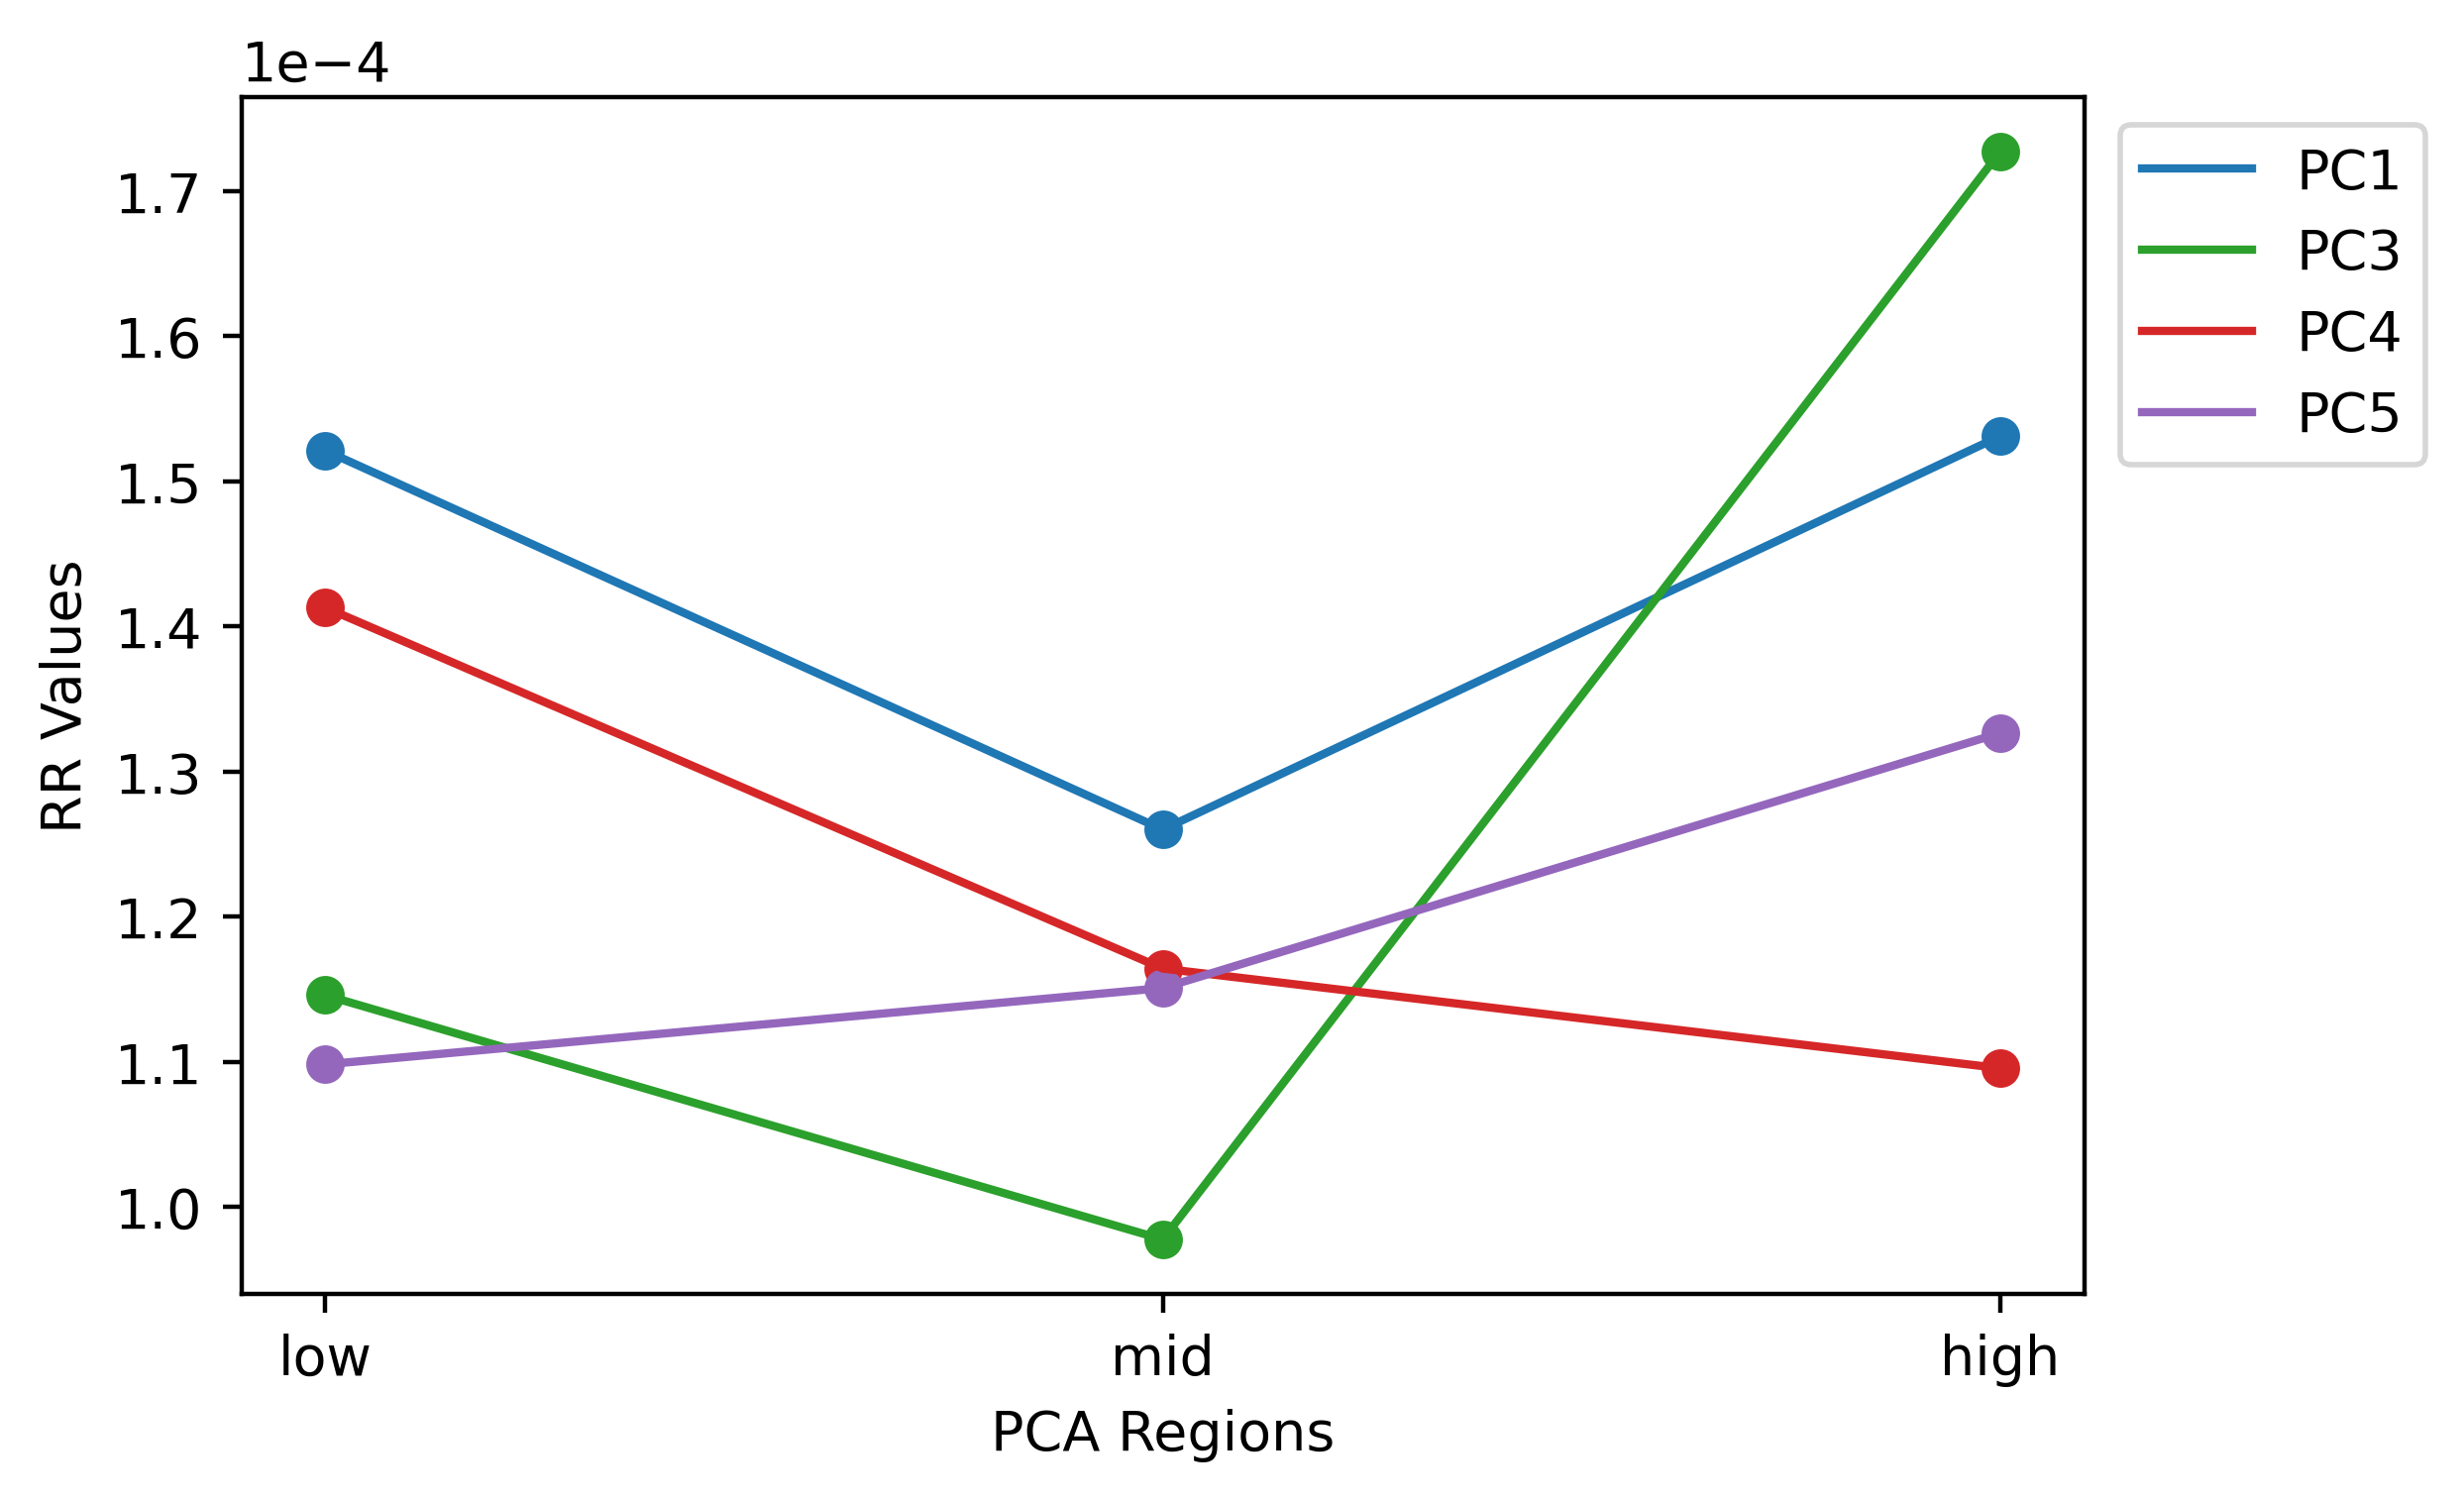 1e−4
1.7
1.6
1.5
1.4
1.3
1.2
1.1
1.0
RR Values
low
mid
high
PCA Regions
PC1
PC3
PC4
PC5